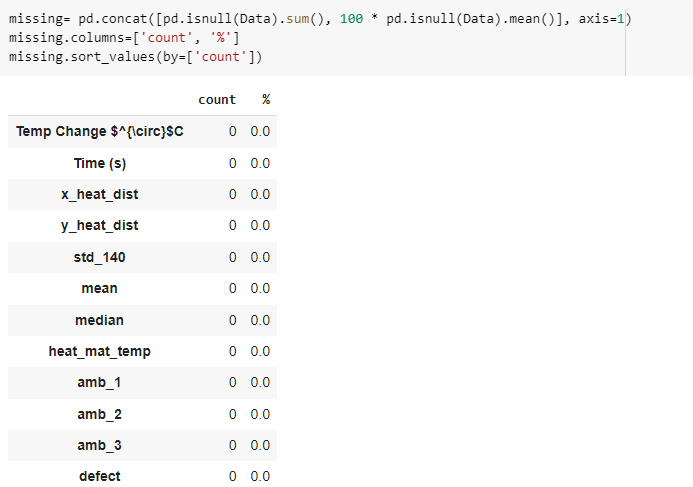 missing= pd.concat([pd.isnull(Data).sum(), 100 * pd.isnull(Data).mean()], axis=1)
missing.columns=['count', '%']
missing.sort_values(by=['count'])
count %
Temp Change $^{\circ}$C 0 0.0
Time (s) 0 0.0
x_heat_dist 0 0.0
y_heat_dist 0 0.0
std_140 0 0.0
mean 0 0.0
median 0 0.0
heat_mat_temp 0 0.0
amb_1 0 0.0
amb_2 0 0.0
amb_3 0 0.0
defect 0 0.0